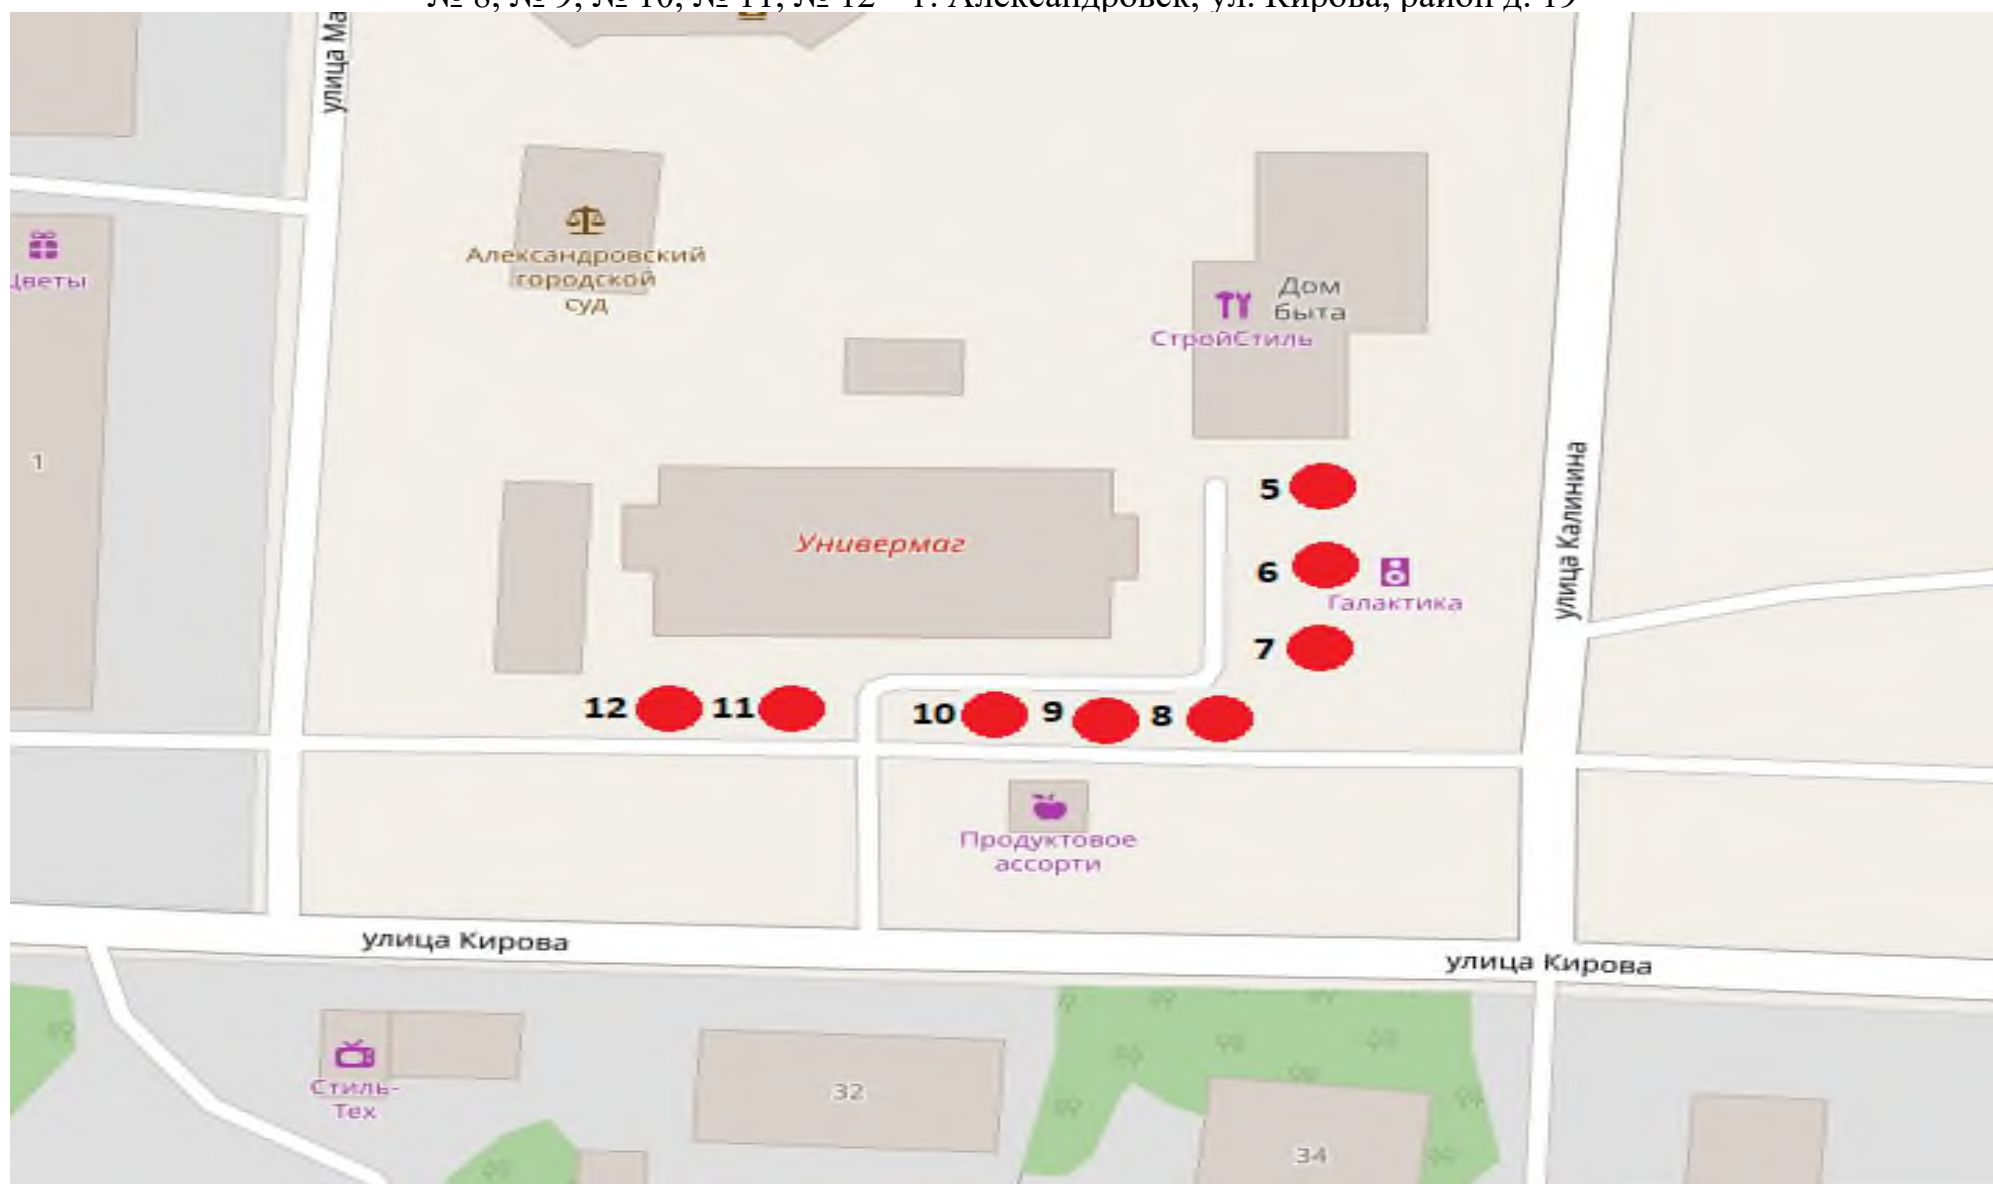 № 8, № 9, № 10, № 11, № 12 – г. Александровск, ул. Кирова, район д. 19
улица Ма
Александровский
городской
суд
Цветы
Дом
быта
СтройСтиль
1
улица Калинина
5
Универмаг
6
Галактика
7
12 11 10 9 8
Продуктовое
ассорти
улица Кирова
улица Кирова
Стиль-
Тех
32
34